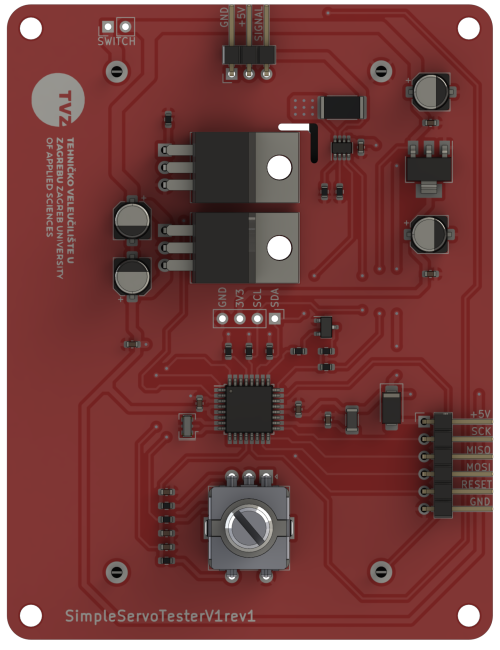 SWITCH
GND
+5V
SIGNAL
TVZ
TEHNIČKO VELEUČILIŠTE U
ZAGREBU ZAGREB UNIVERSITY
OF APPLIED SCIENCES
GND
3V3
SCL
SDA
+5V
SCK
MISO
MOSI
RESET
GND
SimpleServoTesterV1rev1